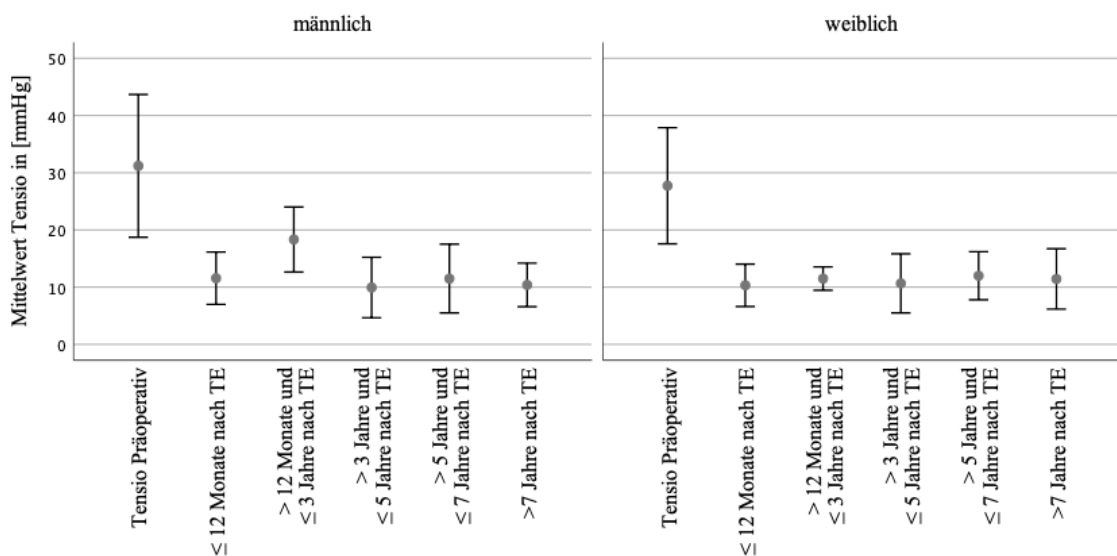 männlich
weiblich
Mittelwert Tensio in [mmHg]
50
40
30
20
10
0
Tensio Präoperativ
≤ 12 Monate nach TE
> 12 Monate und
≤ 3 Jahre nach TE
> 3 Jahre und
≤ 5 Jahre nach TE
> 5 Jahre und
≤ 7 Jahre nach TE
>7 Jahre nach TE
Tensio Präoperativ
≤ 12 Monate nach TE
> 12 Monate und
≤ 3 Jahre nach TE
> 3 Jahre und
≤ 5 Jahre nach TE
> 5 Jahre und
≤ 7 Jahre nach TE
>7 Jahre nach TE